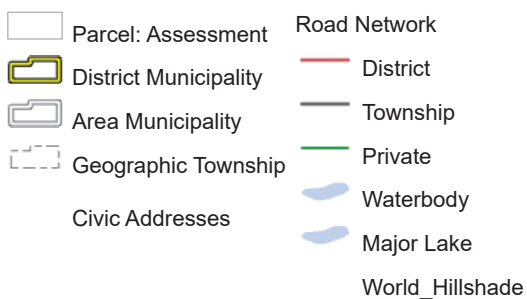 Parcel: Assessment
District Municipality
Area Municipality
Geographic Township
Civic Addresses
Road Network
District
Township
Private
Waterbody
Major Lake
World_Hillshade